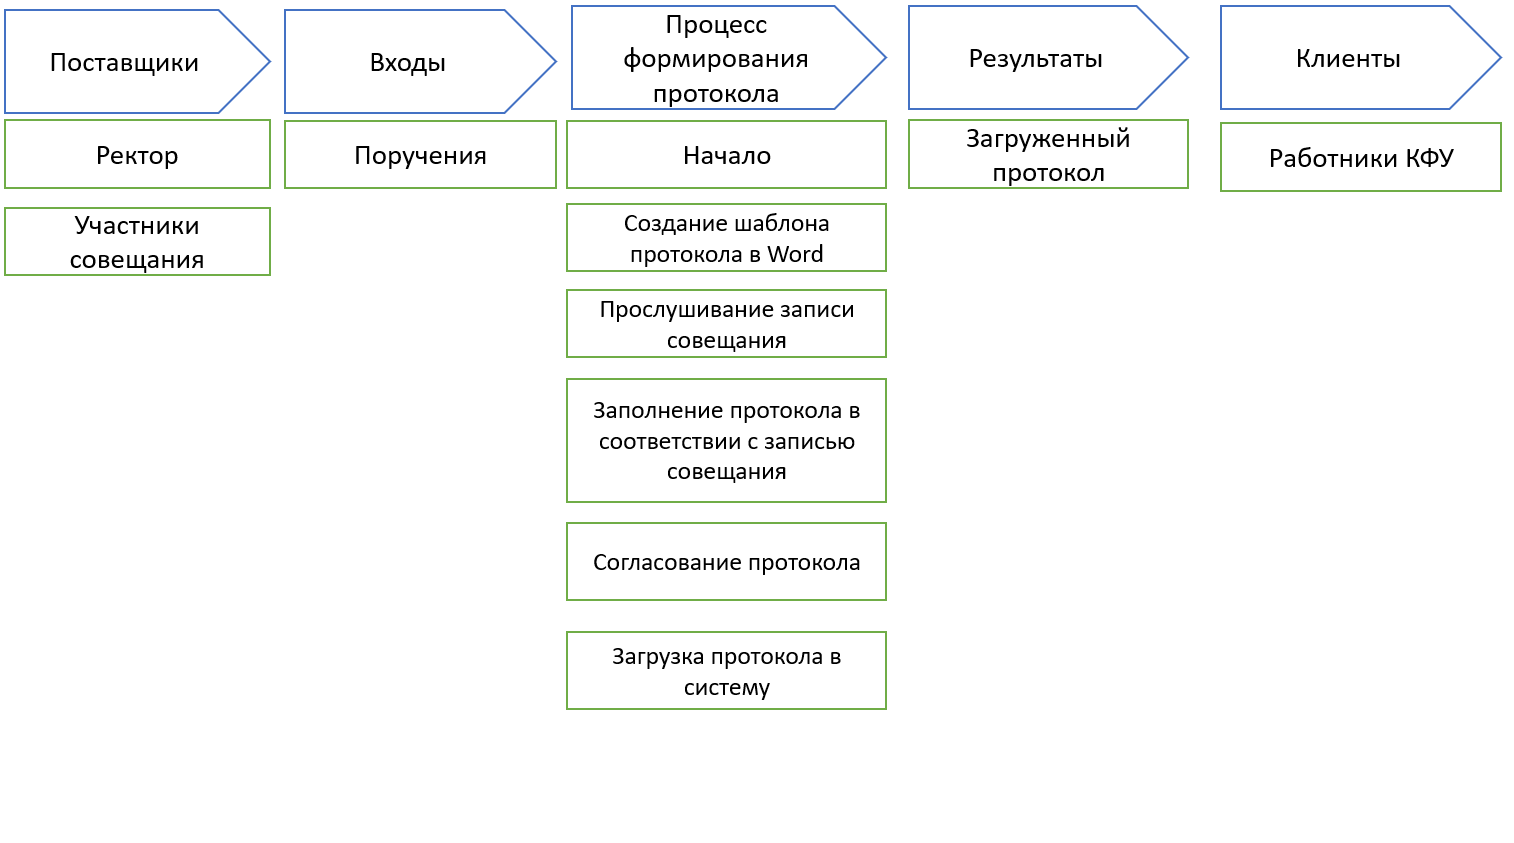 Поставщики
Входы
Процесс
формирования
протокола
Результаты
Клиенты
Ректор
Поручения
Начало
Загруженный
протокол
Работники КФУ
Участники
совещания
Создание шаблона
протокола в Word
Прослушивание записи
совещания
Заполнение протокола в
соответствии с записью
совещания
Согласование протокола
Загрузка протокола в
систему